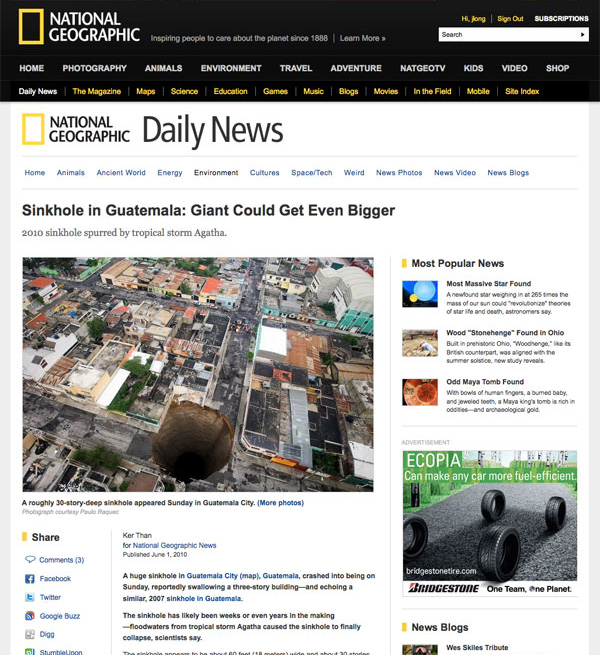 NATIONAL
GEOGRAPHIC
Inspiring people to care about the planet since 1888 | Learn More »
Hi, jlong | Sign Out SUBSCRIPTIONS
Search
HOME PHOTOGRAPHY ANIMALS ENVIRONMENT TRAVEL ADVENTURE NATGEOTV KIDS VIDEO SHOP
Daily News | The Magazine | Maps | Science | Education | Games | Music | Blogs | Movies | In the Field | Mobile | Site Index
NATIONAL
GEOGRAPHIC
Daily News
Home Animals Ancient World Energy Environment Cultures Space/Tech Weird News Photos News Video News Blogs
Sinkhole in Guatemala: Giant Could Get Even Bigger
2010 sinkhole spurred by tropical storm Agatha.
A roughly 30-story-deep sinkhole appeared Sunday in Guatemala City. (More photos)
Photograph courtesy Paulo Raquec
Share
Comments (3)
Facebook
Twitter
Google Buzz
Digg
StumbleUpon
Ker Than
for National Geographic News
Published June 1, 2010
A huge sinkhole in Guatemala City (map), Guatemala, crashed into being on
Sunday, reportedly swallowing a three-story building—and echoing a
similar, 2007 sinkhole in Guatemala.
The sinkhole has likely been weeks or even years in the making
—floodwaters from tropical storm Agatha caused the sinkhole to finally
collapse, scientists say.
The sinkhole appears to be about 60 feet (18 meters) wide and about 30 stories
Most Popular News
Most Massive Star Found
A newfound star weighing in at 265 times the
mass of our sun could "revolutionize" theories
of star life and death, astronomers say.
Wood "Stonehenge" Found in Ohio
Built in prehistoric Ohio, "Woodhenge," like its
British counterpart, was aligned with the
summer solstice, new study reveals.
Odd Maya Tomb Found
With bowls of human fingers, a burned baby,
and jeweled teeth, a Maya king's tomb is rich in
oddities—and archaeological gold.
ADVERTISEMENT
ECOPIA
Can make any car more fuel-efficient.
bridgestonetire.com
BRIDGESTONE One Team, One Planet.
News Blogs
Wes Skiles Tribute